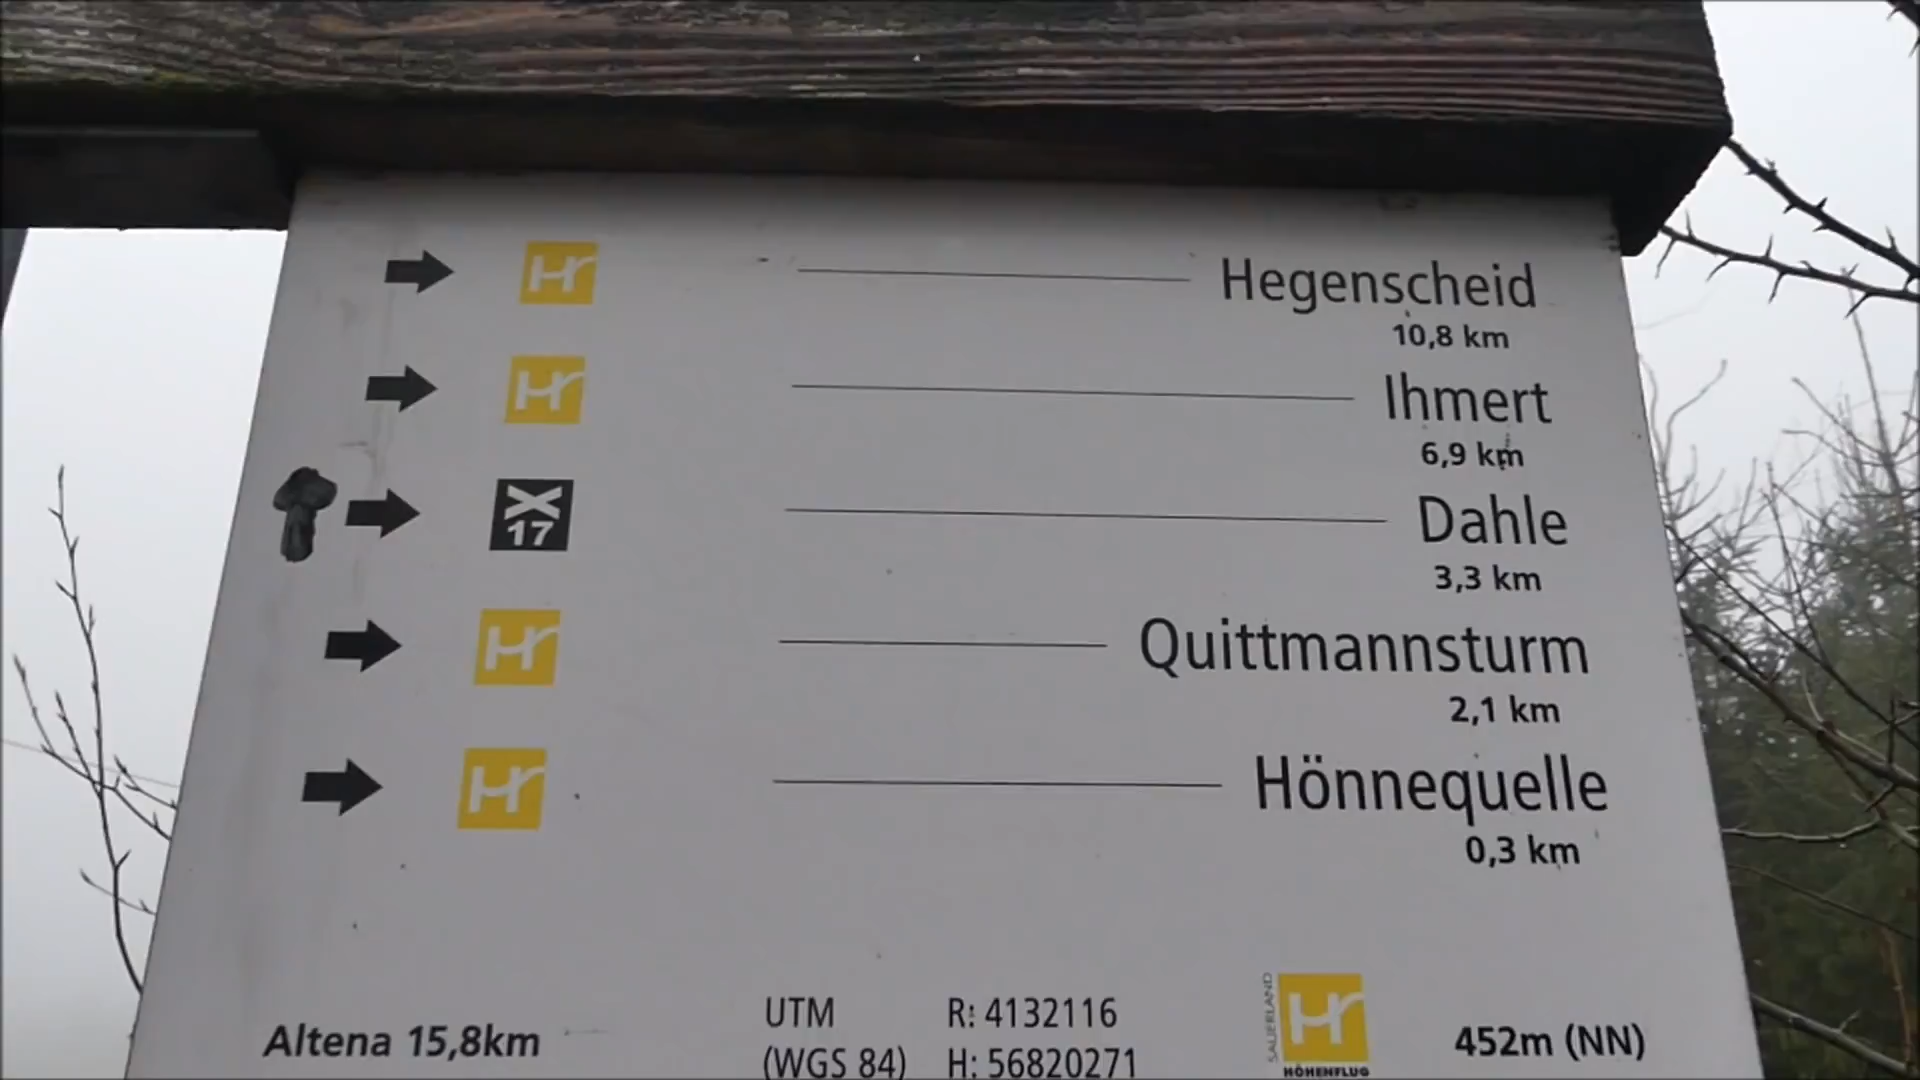 Hegenscheid
10,8 km
Ihmert
6,9 km
X
17
Dahle
3,3 km
Quittmannsturm
2,1 km
Hönnequelle
0,3 km
Altena 15,8km
UTM R: 4132116
(WGS 84) H: 56820271
SAUERLAND
HÖHENFLUG
452m (NN)